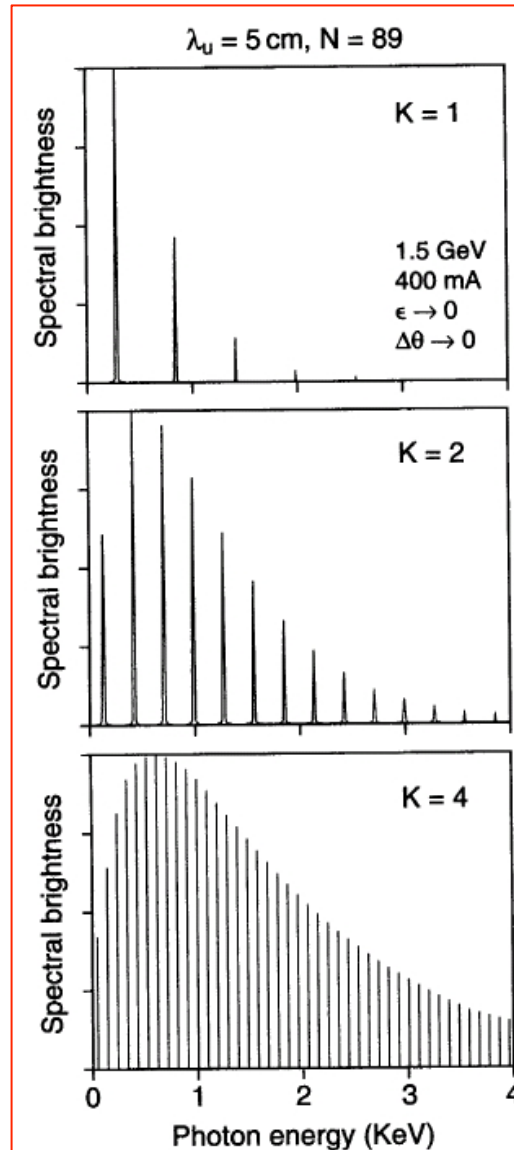 λu = 5 cm, N = 89
Spectral brightness
K = 1
1.5 GeV
400 mA
ϵ → 0
Δθ → 0
Spectral brightness
K = 2
Spectral brightness
K = 4
0 1 2 3 4
Photon energy (KeV)